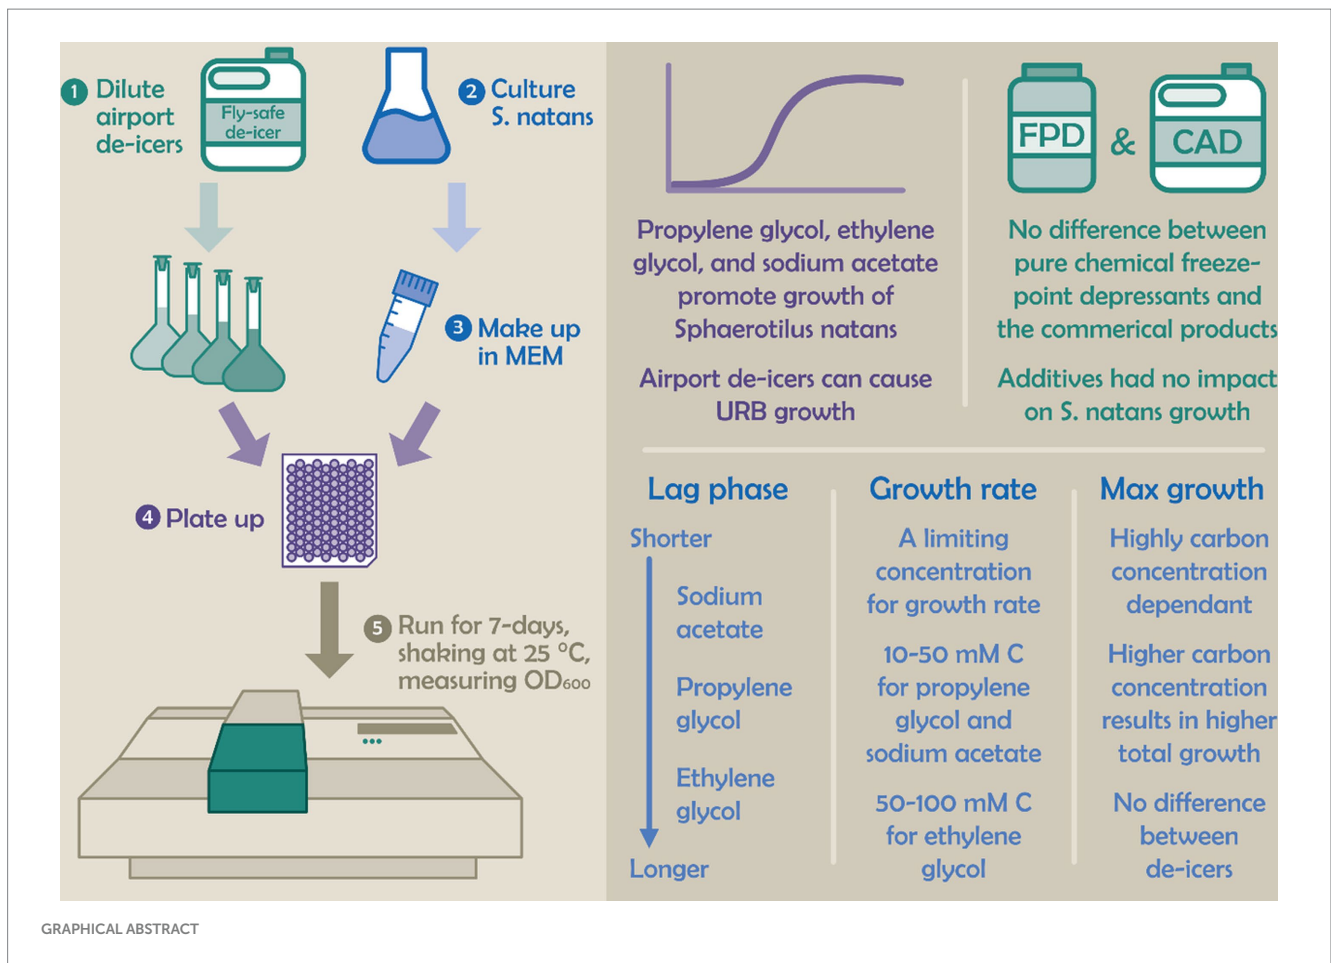 1 Dilute
airport
de-icers
Fly-safe
de-icer
2 Culture
S. natans
3 Make up
in MEM
4 Plate up
5 Run for 7-days,
shaking at 25 °C,
measuring OD₆₀₀
Propylene glycol, ethylene
glycol, and sodium acetate
promote growth of
Sphaerotilus natans
Airport de-icers can cause
URB growth
FPD & CAD
No difference between
pure chemical freeze-
point depressants and
the commerical products
Additives had no impact
on S. natans growth
Lag phase
Shorter
Sodium
acetate
Propylene
glycol
Ethylene
glycol
Longer
Growth rate
A limiting
concentration
for growth rate
10-50 mM C
for propylene
glycol and
sodium acetate
50-100 mM C
for ethylene
glycol
Max growth
Highly carbon
concentration
dependant
Higher carbon
concentration
results in higher
total growth
No difference
between
de-icers
GRAPHICAL ABSTRACT